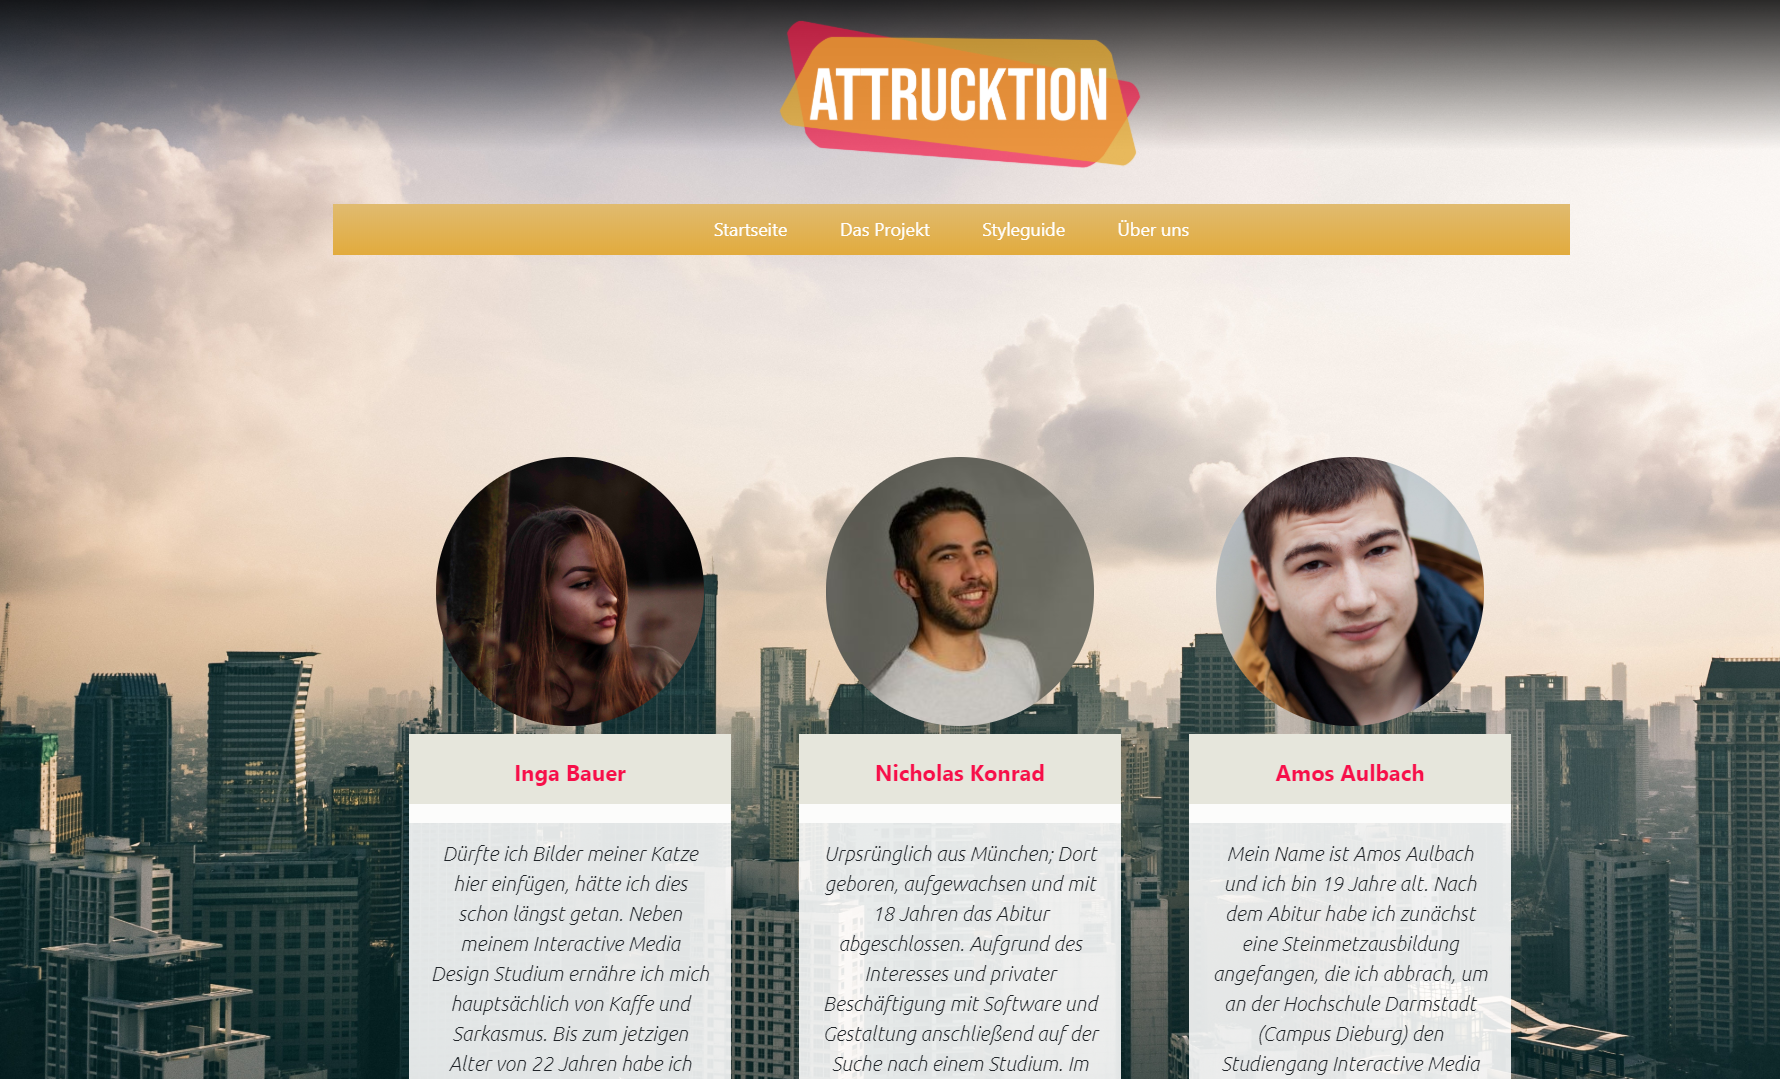 ATTRUCKTION
Startseite Das Projekt Styleguide Über uns
Inga Bauer
Dürfte ich Bilder meiner Katze
hier einfügen, hätte ich dies
schon längst getan. Neben
meinem Interactive Media
Design Studium ernähre ich mich
hauptsächlich von Kaffe und
Sarkasmus. Bis zum jetzigen
Alter von 22 Jahren habe ich
Nicholas Konrad
Urpsrünglich aus München; Dort
geboren, aufgewachsen und mit
18 Jahren das Abitur
abgeschlossen. Aufgrund des
Interesses und privater
Beschäftigung mit Software und
Gestaltung anschließend auf der
Suche nach einem Studium. Im
Amos Aulbach
Mein Name ist Amos Aulbach
und ich bin 19 Jahre alt. Nach
dem Abitur habe ich zunächst
eine Steinmetzausbildung
angefangen, die ich abbrach, um
an der Hochschule Darmstadt
(Campus Dieburg) den
Studiengang Interactive Media